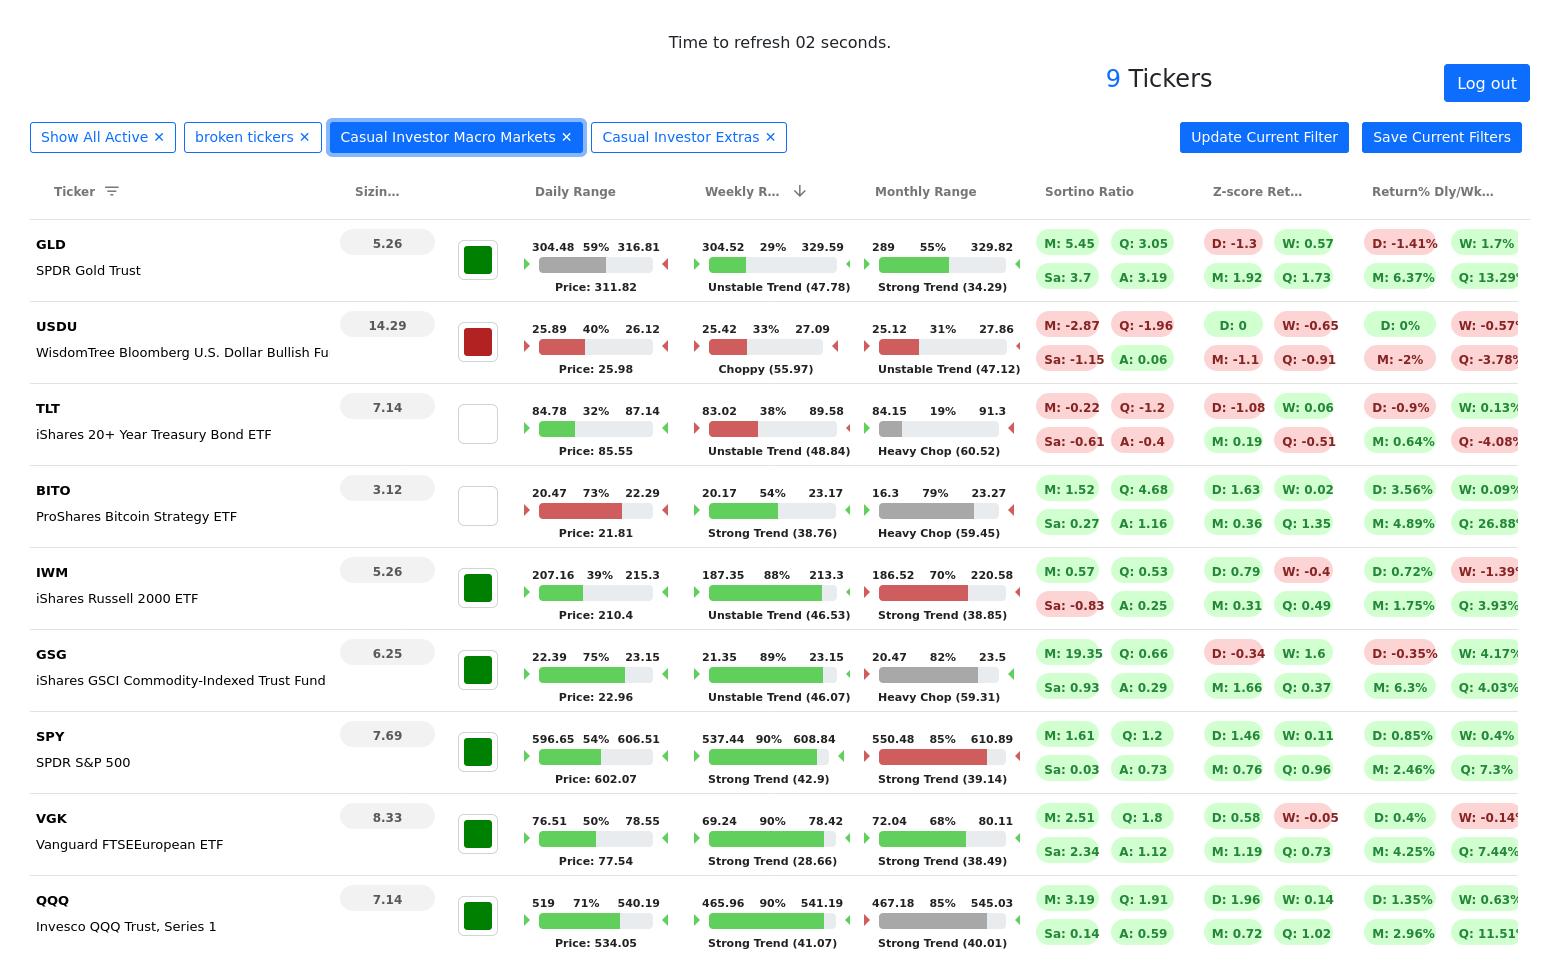 Time to refresh 02 seconds.
9 Tickers
Log out
Show All Active ✕ broken tickers ✕ Casual Investor Macro Markets ✕ Casual Investor Extras ✕ Update Current Filter Save Current Filters
Ticker Sizin... Daily Range Weekly R... Monthly Range Sortino Ratio Z-score Ret... Return% Dly/Wk...
GLD 5.26 304.48 59% 316.81 304.52 29% 329.59 289 55% 329.82 M: 5.45 Q: 3.05 D: -1.3 W: 0.57 D: -1.41% W: 1.7%
SPDR Gold Trust Price: 311.82 Unstable Trend (47.78) Strong Trend (34.29) Sa: 3.7 A: 3.19 M: 1.92 Q: 1.73 M: 6.37% Q: 13.29%
USDU 14.29 25.89 40% 26.12 25.42 33% 27.09 25.12 31% 27.86 M: -2.87 Q: -1.96 D: 0 W: -0.65 D: 0% W: -0.57%
WisdomTree Bloomberg U.S. Dollar Bullish Fu Price: 25.98 Choppy (55.97) Unstable Trend (47.12) Sa: -1.15 A: 0.06 M: -1.1 Q: -0.91 M: -2% Q: -3.78%
TLT 7.14 84.78 32% 87.14 83.02 38% 89.58 84.15 19% 91.3 M: -0.22 Q: -1.2 D: -1.08 W: 0.06 D: -0.9% W: 0.13%
iShares 20+ Year Treasury Bond ETF Price: 85.55 Unstable Trend (48.84) Heavy Chop (60.52) Sa: -0.61 A: -0.4 M: 0.19 Q: -0.51 M: 0.64% Q: -4.08%
BITO 3.12 20.47 73% 22.29 20.17 54% 23.17 16.3 79% 23.27 M: 1.52 Q: 4.68 D: 1.63 W: 0.02 D: 3.56% W: 0.09%
ProShares Bitcoin Strategy ETF Price: 21.81 Strong Trend (38.76) Heavy Chop (59.45) Sa: 0.27 A: 1.16 M: 0.36 Q: 1.35 M: 4.89% Q: 26.88%
IWM 5.26 207.16 39% 215.3 187.35 88% 213.3 186.52 70% 220.58 M: 0.57 Q: 0.53 D: 0.79 W: -0.4 D: 0.72% W: -1.39%
iShares Russell 2000 ETF Price: 210.4 Unstable Trend (46.53) Strong Trend (38.85) Sa: -0.83 A: 0.25 M: 0.31 Q: 0.49 M: 1.75% Q: 3.93%
GSG 6.25 22.39 75% 23.15 21.35 89% 23.15 20.47 82% 23.5 M: 19.35 Q: 0.66 D: -0.34 W: 1.6 D: -0.35% W: 4.17%
iShares GSCI Commodity-Indexed Trust Fund Price: 22.96 Unstable Trend (46.07) Heavy Chop (59.31) Sa: 0.93 A: 0.29 M: 1.66 Q: 0.37 M: 6.3% Q: 4.03%
SPY 7.69 596.65 54% 606.51 537.44 90% 608.84 550.48 85% 610.89 M: 1.61 Q: 1.2 D: 1.46 W: 0.11 D: 0.85% W: 0.4%
SPDR S&P 500 Price: 602.07 Strong Trend (42.9) Strong Trend (39.14) Sa: 0.03 A: 0.73 M: 0.76 Q: 0.96 M: 2.46% Q: 7.3%
VGK 8.33 76.51 50% 78.55 69.24 90% 78.42 72.04 68% 80.11 M: 2.51 Q: 1.8 D: 0.58 W: -0.05 D: 0.4% W: -0.14%
Vanguard FTSEEuropean ETF Price: 77.54 Strong Trend (28.66) Strong Trend (38.49) Sa: 2.34 A: 1.12 M: 1.19 Q: 0.73 M: 4.25% Q: 7.44%
QQQ 7.14 519 71% 540.19 465.96 90% 541.19 467.18 85% 545.03 M: 3.19 Q: 1.91 D: 1.96 W: 0.14 D: 1.35% W: 0.63%
Invesco QQQ Trust, Series 1 Price: 534.05 Strong Trend (41.07) Strong Trend (40.01) Sa: 0.14 A: 0.59 M: 0.72 Q: 1.02 M: 2.96% Q: 11.51%